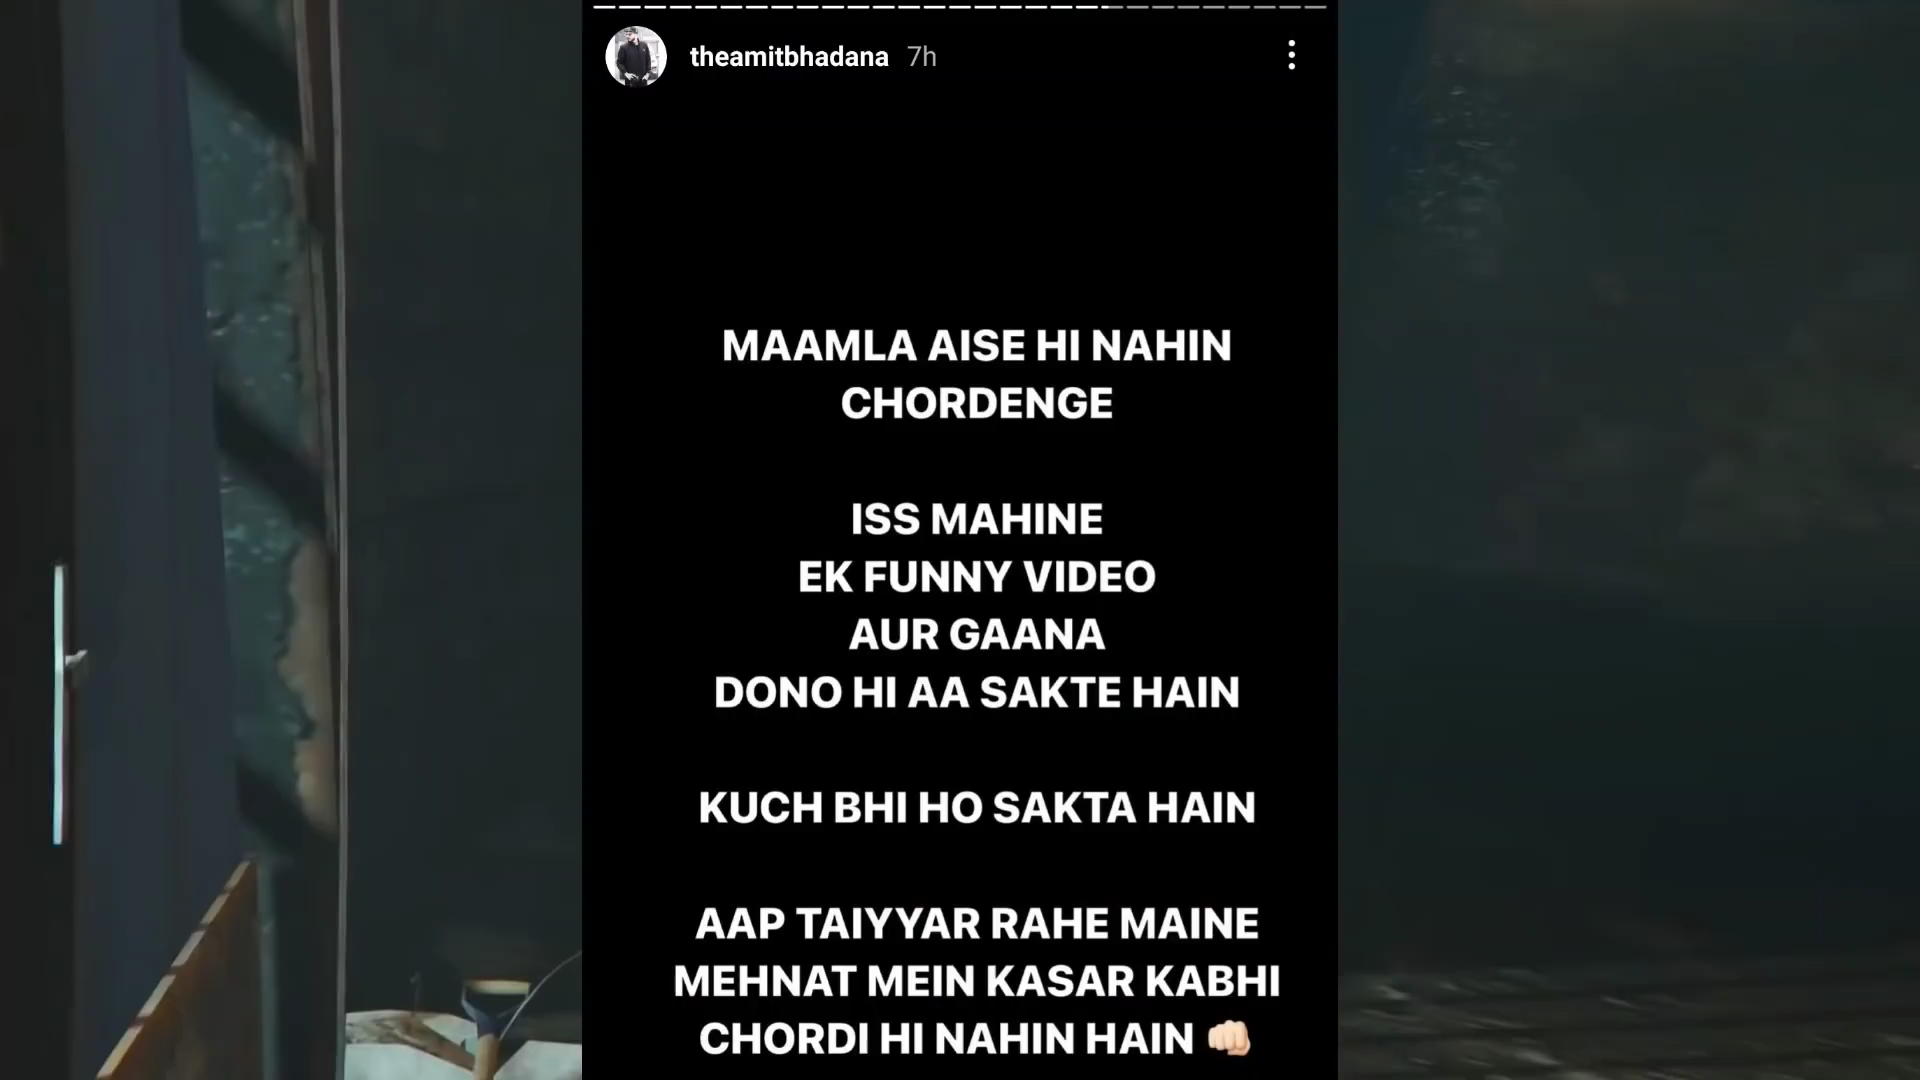 theamitbhadana 7h
MAAMLA AISE HI NAHIN
CHORDENGE
ISS MAHINE
EK FUNNY VIDEO
AUR GAANA
DONO HI AA SAKTE HAIN
KUCH BHI HO SAKTA HAIN
AAP TAIYYAR RAHE MAINE
MEHNAT MEIN KASAR KABHI
CHORDI HI NAHIN HAIN 👊🏻